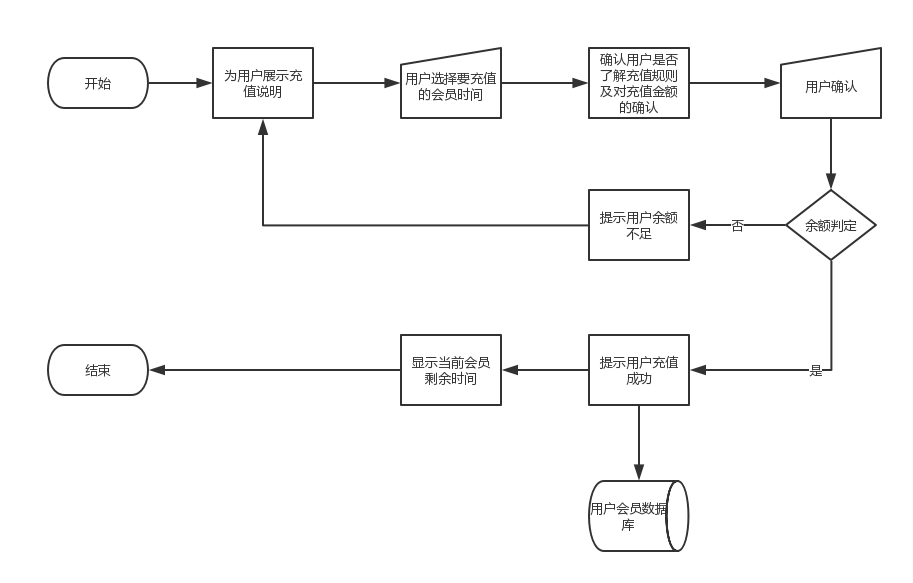 开始
为用户展示充
值说明
用户选择要充值
的会员时间
确认用户是否
了解充值规则
及对充值金额
的确认
用户确认
提示用户余额
不足
否
余额判定
结束
显示当前会员
剩余时间
提示用户充值
成功
是
用户会员数据
库